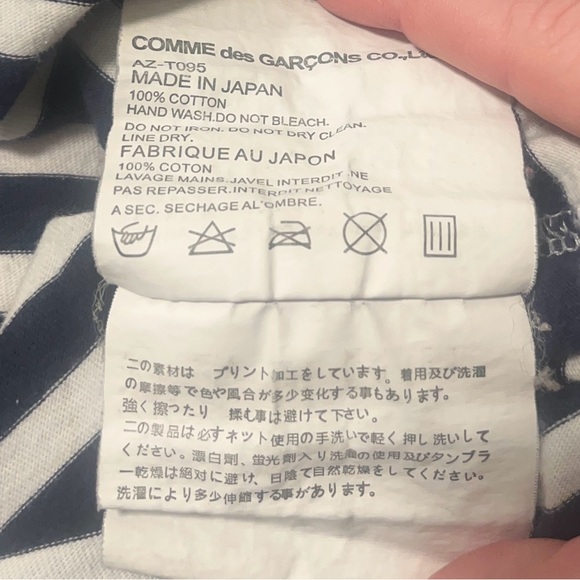 COMME des GARÇONS CO.,L
AZ-T095
MADE IN JAPAN
100% COTTON
HAND WASH.DO NOT BLEACH.
DO NOT IRON. DO NOT DRY CLEAN.
LINE DRY.
FABRIQUE AU JAPON
100% COTON
LAVAGE MAINS.JAVEL INTERDIT.NE
PAS REPASSER.INTERDIT NETTOYAGE
A SEC. SECHAGE AL'OMBRE.
二の素材は プリント加工をしています。着用及び洗濯
の摩擦等で色や風合が多少変化する事もあります。
強く擦ったり 揉む事は避けて下さい。
二の製品は必ずネット使用の手洗いで軽く押し洗いして
ください。漂白剤、蛍光剤入り洗剤の使用及びタンブラ
ー乾燥は絶対に避け、日陰て自然乾燥をしてください。
洗濯により多少伸縮する事があります。